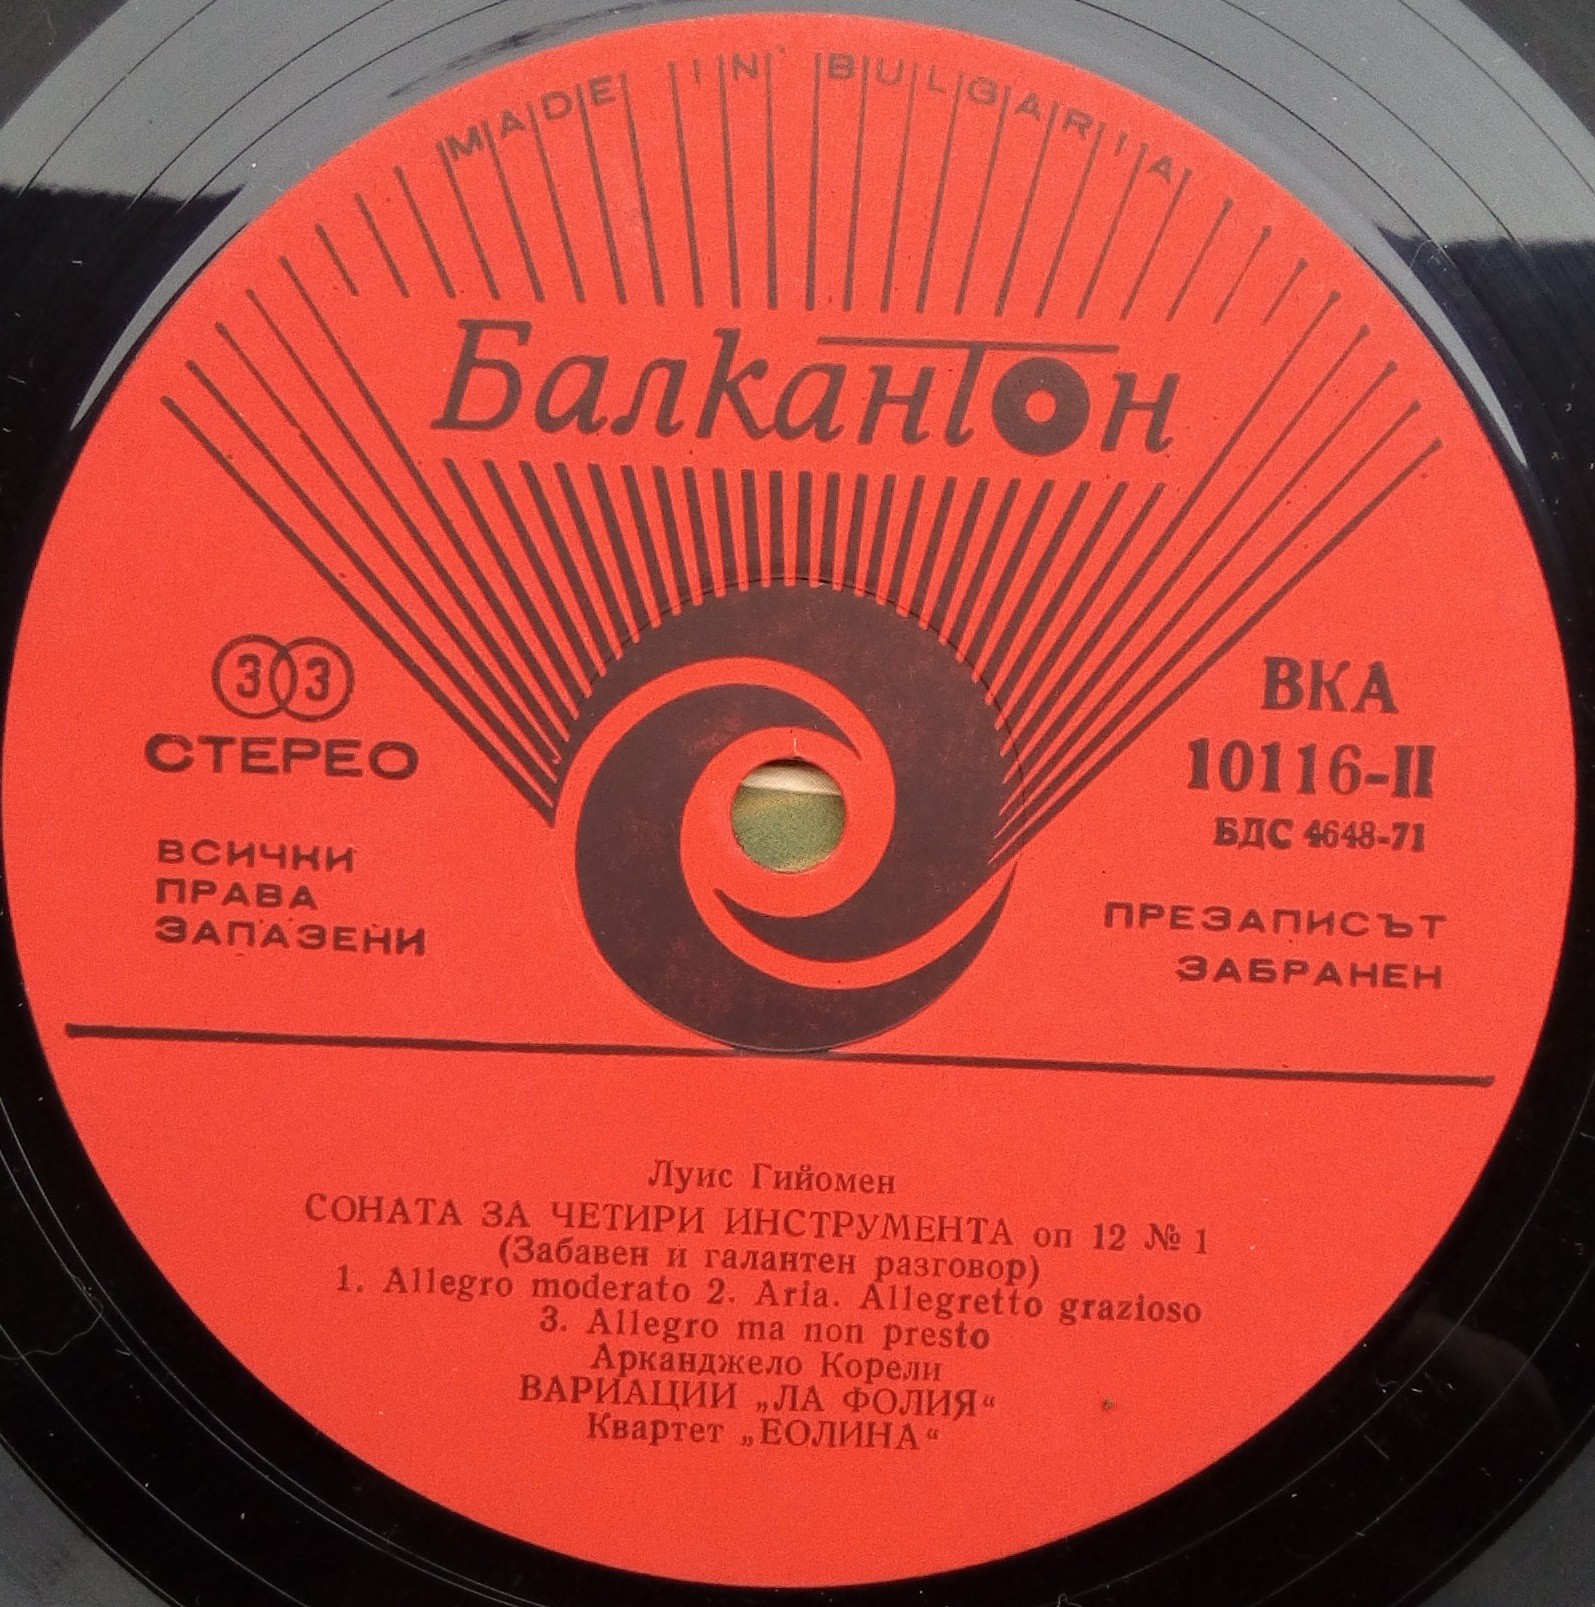 MADE IN BULGARIA
Балкантон
33
СТЕРЕО
ВСИЧКИ
ПРАВА
ЗАПАЗЕНИ
ВКА
10116-II
БДС 4648-71
ПРЕЗАПИСЪТ
ЗАБРАНЕН
Луис Гийомен
СОНАТА ЗА ЧЕТИРИ ИНСТРУМЕНТА оп 12 № 1
(Забавен и галантен разговор)
1. Allegro moderato 2. Aria. Allegretto grazioso
3. Allegro ma non presto
Арканджело Корели
ВАРИАЦИИ „ЛА ФОЛИЯ“
Квартет „ЕОЛИНА“